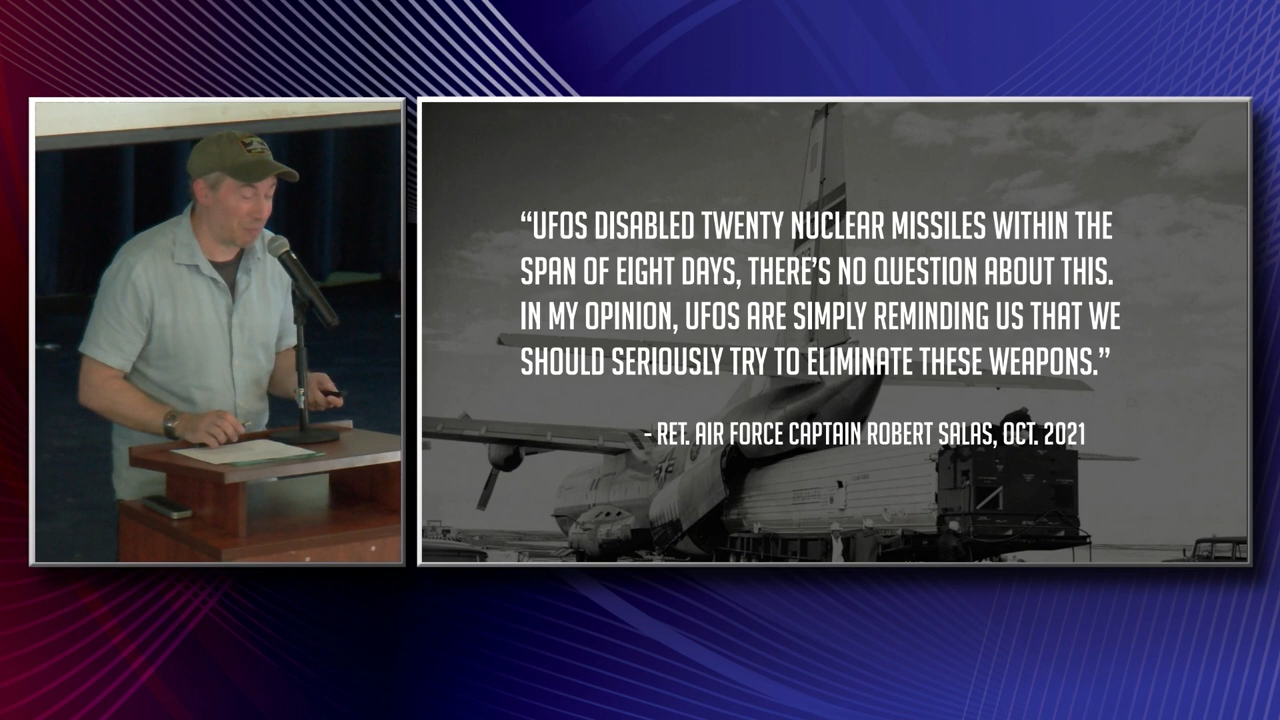 “UFOS DISABLED TWENTY NUCLEAR MISSILES WITHIN THE
SPAN OF EIGHT DAYS, THERE’S NO QUESTION ABOUT THIS.
IN MY OPINION, UFOS ARE SIMPLY REMINDING US THAT WE
SHOULD SERIOUSLY TRY TO ELIMINATE THESE WEAPONS.”
- RET. AIR FORCE CAPTAIN ROBERT SALAS, OCT. 2021